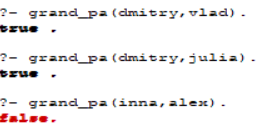 ?- grand_pa(dmitry,vlad).
true .
?- grand_pa(dmitry,julia).
true .
?- grand_pa(inna,alex).
false.